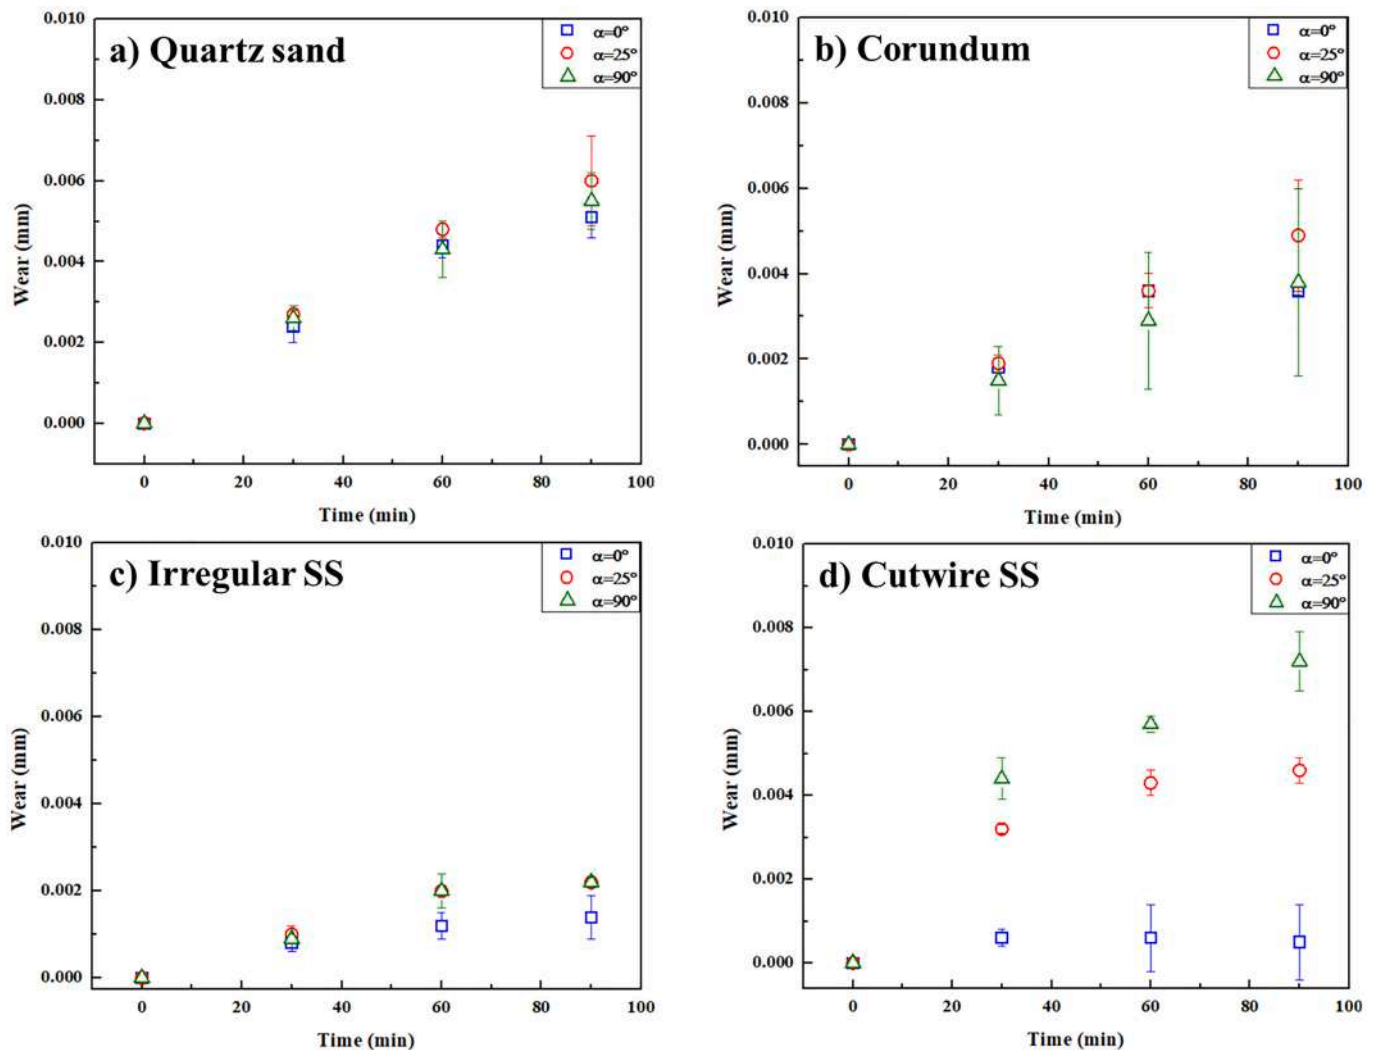 a) Quartz sand
α=0°
α=25°
α=90°
0.010
0.008
0.006
0.004
0.002
0.000
Wear (mm)
0 20 40 60 80 100
Time (min)
b) Corundum
α=0°
α=25°
α=90°
0.010
0.008
0.006
0.004
0.002
0.000
Wear (mm)
0 20 40 60 80 100
Time (min)
c) Irregular SS
α=0°
α=25°
α=90°
0.010
0.008
0.006
0.004
0.002
0.000
Wear (mm)
0 20 40 60 80 100
Time (min)
d) Cutwire SS
α=0°
α=25°
α=90°
0.010
0.008
0.006
0.004
0.002
0.000
Wear (mm)
0 20 40 60 80 100
Time (min)